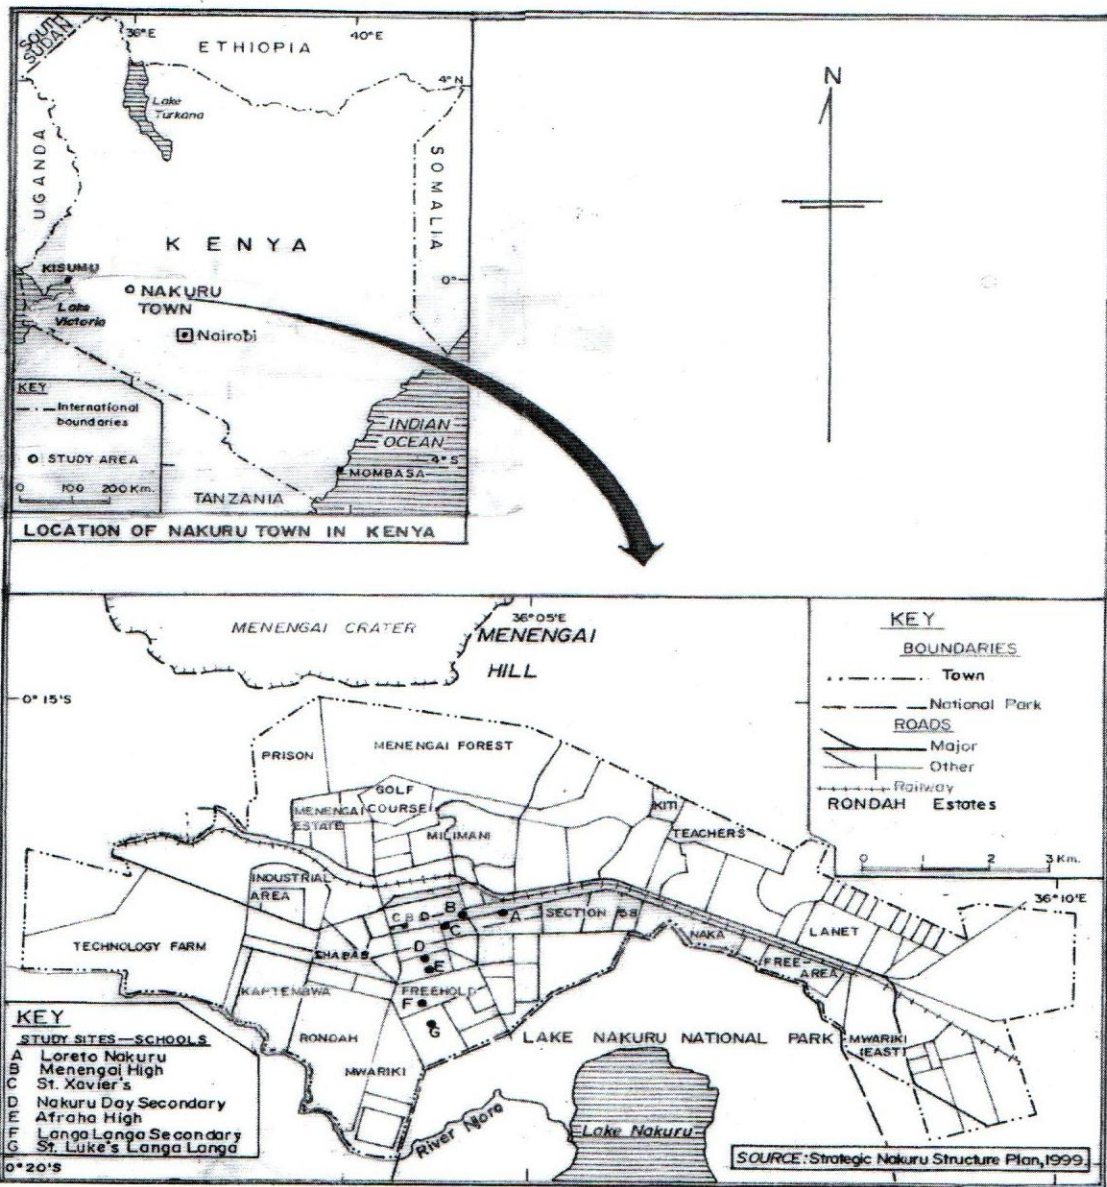 SOUTH
SUDAN
36°E
40°E
ETHIOPIA
4°N
Lake
Turkana
UGANDA
SOMALIA
KENYA
KISUMU
0°
NAKURU
TOWN
Lake
Victoria
Nairobi
KEY
International
boundaries
STUDY AREA
0 100 200 Km.
INDIAN
OCEAN
4°S
MOMBASA
TANZANIA
LOCATION OF NAKURU TOWN IN KENYA
N
MENENGAI CRATER
36°05'E
MENENGAI
HILL
0°15'S
KEY
BOUNDARIES
Town
National Park
ROADS
Major
Other
Railway
RONDAH Estates
0 1 2 3 Km.
PRISON
MENENGAI FOREST
GOLF
COURSE
MENENGAI
ESTATE
MILIMANI
KITI
TEACHERS
36°10'E
INDUSTRIAL
AREA
C B D
B
A
C
SECTION 58
TECHNOLOGY FARM
SHABAB
D
E
NAKA
LANET
FREE
AREA
KAPTEMBWA
FREEHOLD
F
G
RONDAH
MWARIKI
LAKE NAKURU NATIONAL PARK
MWARIKI
(EAST)
KEY
STUDY SITES—SCHOOLS
A Loreto Nakuru
B Menengai High
C St. Xavier's
D Nakuru Day Secondary
E Afraha High
F Langa Langa Secondary
G St. Luke's Langa Langa
0°20'S
River Njoro
Lake Nakuru
SOURCE: Strategic Nakuru Structure Plan, 1999.